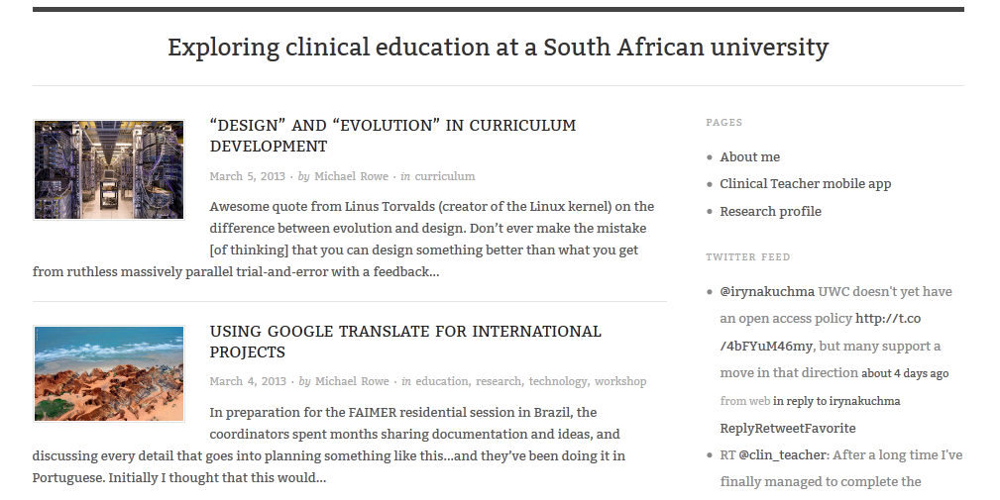 Exploring clinical education at a South African university
“DESIGN” AND “EVOLUTION” IN CURRICULUM
DEVELOPMENT
March 5, 2013 · by Michael Rowe · in curriculum
Awesome quote from Linus Torvalds (creator of the Linux kernel) on the
difference between evolution and design. Don’t ever make the mistake
[of thinking] that you can design something better than what you get
from ruthless massively parallel trial-and-error with a feedback...
USING GOOGLE TRANSLATE FOR INTERNATIONAL
PROJECTS
March 4, 2013 · by Michael Rowe · in education, research, technology, workshop
In preparation for the FAIMER residential session in Brazil, the
coordinators spent months sharing documentation and ideas, and
discussing every detail that goes into planning something like this...and they’ve been doing it in
Portuguese. Initially I thought that this would...
PAGES
• About me
• Clinical Teacher mobile app
• Research profile
TWITTER FEED
• @irynakuchma UWC doesn't yet have
an open access policy http://t.co
/4bFYuM46my, but many support a
move in that direction about 4 days ago
from web in reply to irynakuchma
ReplyRetweetFavorite
• RT @clin_teacher: After a long time I've
finally managed to complete the